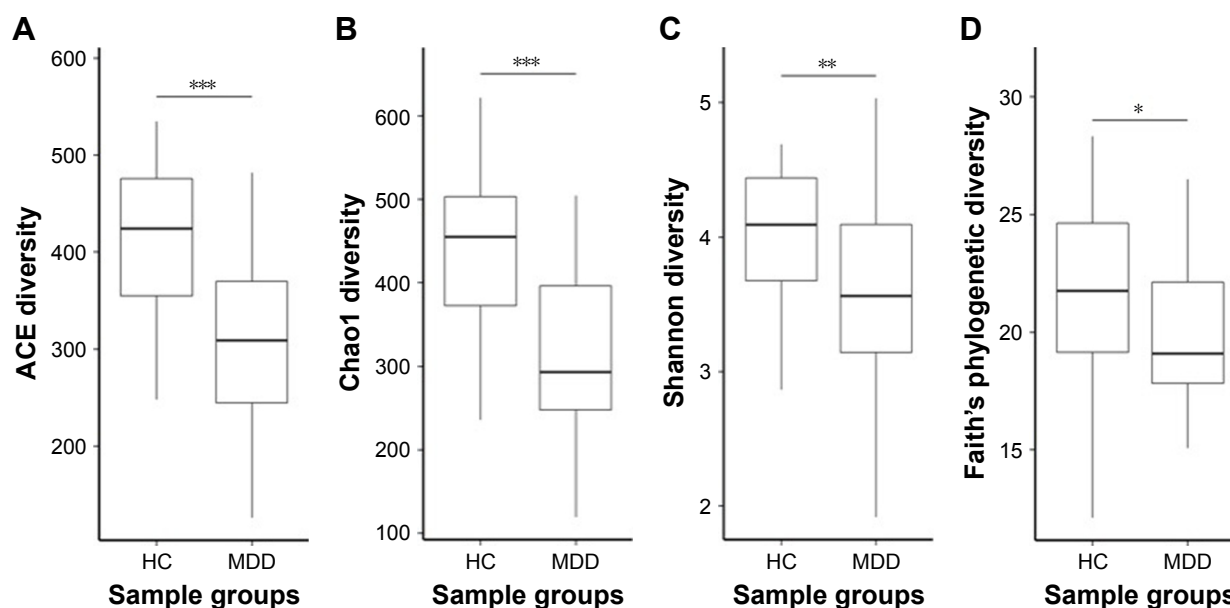 A
ACE diversity
600
500
400
300
200
***
HC MDD
Sample groups
B
Chao1 diversity
600
500
400
300
200
100
***
HC MDD
Sample groups
C
Shannon diversity
5
4
3
2
**
HC MDD
Sample groups
D
Faith's phylogenetic diversity
30
25
20
15
*
HC MDD
Sample groups